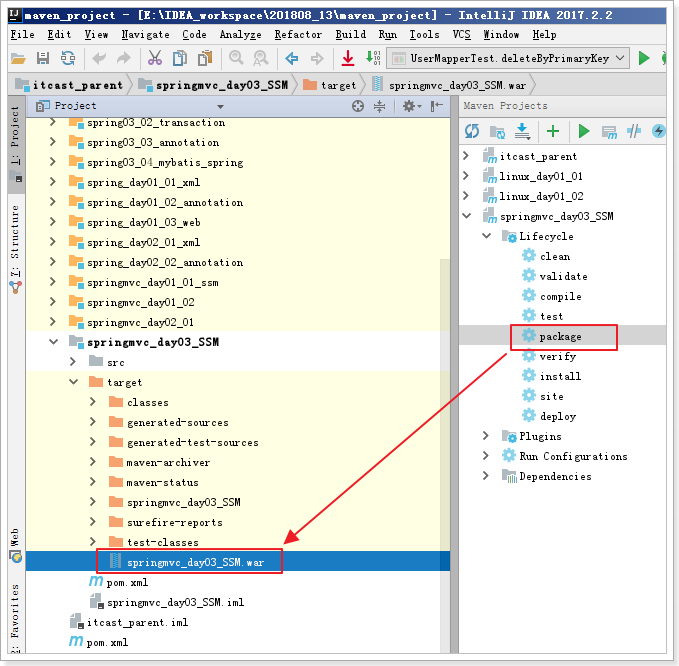 maven_project - [E:\IDEA_workspace\201808_13\maven_project] - IntelliJ IDEA 2017.2.2
File Edit View Navigate Code Analyze Refactor Build Run Tools VCS Window Help
UserMapperTest.deleteByPrimaryKey
itcast_parent springmvc_day03_SSM target springmvc_day03_SSM.war
1: Project
7: Structure
Web
2: Favorites
Project
spring03_02_transaction
spring03_03_annotation
spring03_04_mybatis_spring
spring_day01_01_xml
spring_day01_02_annotation
spring_day01_03_web
spring_day02_01_xml
spring_day02_02_annotation
springmvc_day01_01_ssm
springmvc_day01_02
springmvc_day02_01
springmvc_day03_SSM
src
target
classes
generated-sources
generated-test-sources
maven-archiver
maven-status
springmvc_day03_SSM
surefire-reports
test-classes
springmvc_day03_SSM.war
pom.xml
springmvc_day03_SSM.iml
itcast_parent.iml
pom.xml
Maven Projects
itcast_parent
linux_day01_01
linux_day01_02
springmvc_day03_SSM
Lifecycle
clean
validate
compile
test
package
verify
install
site
deploy
Plugins
Run Configurations
Dependencies